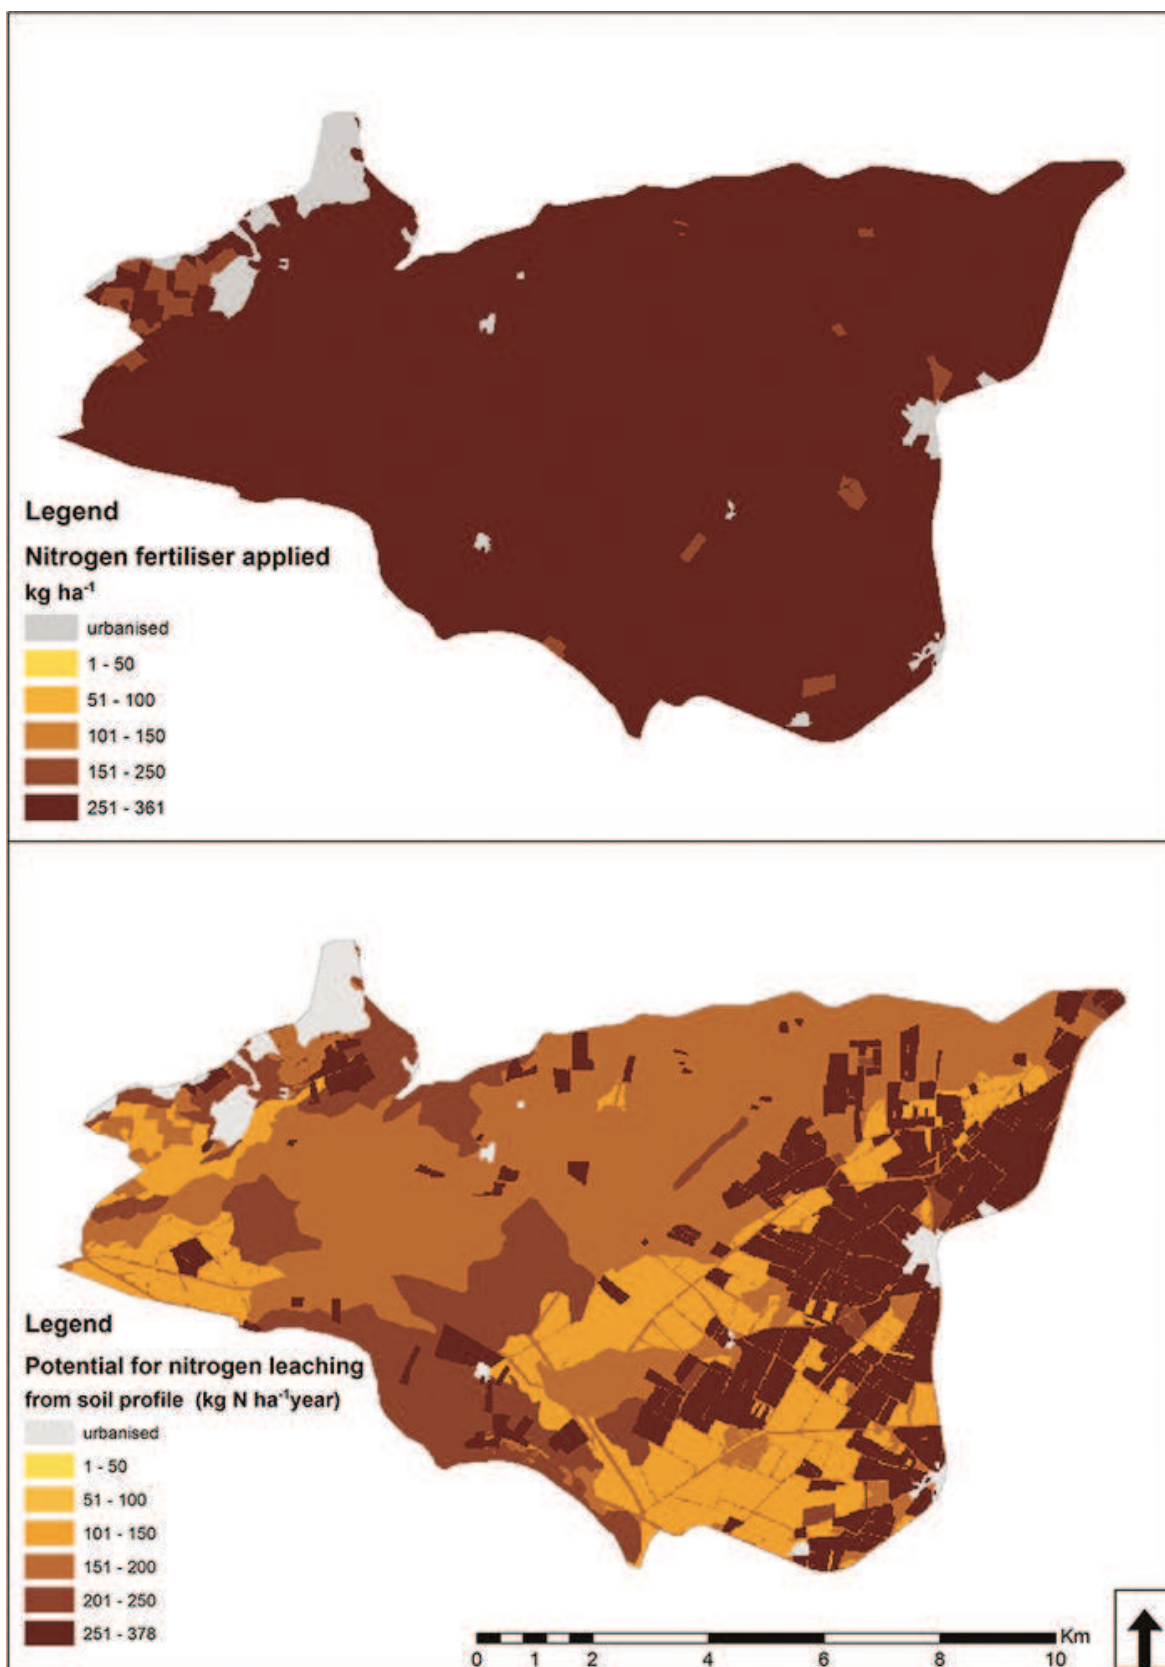 Legend
Nitrogen fertiliser applied
kg ha-1
urbanised
1 - 50
51 - 100
101 - 150
151 - 250
251 - 361
Legend
Potential for nitrogen leaching
from soil profile (kg N ha-1year)
urbanised
1 - 50
51 - 100
101 - 150
151 - 200
201 - 250
251 - 378
Km
0 1 2 4 6 8 10